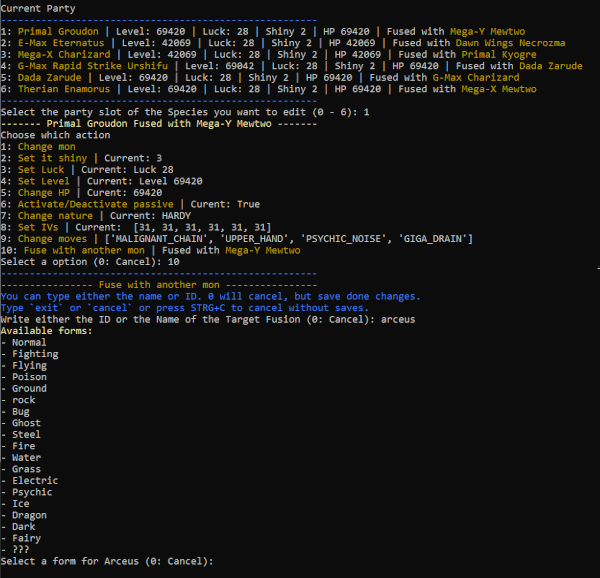 Current Party
------------------------------------------------------
1: Primal Groudon | Level: 69420 | Luck: 28 | Shiny 2 | HP 69420 | Fused with Mega-Y Mewtwo
2: E-Max Eternatus | Level: 42069 | Luck: 28 | Shiny 2 | HP 42069 | Fused with Dawn Wings Necrozma
3: Mega-X Charizard | Level: 42069 | Luck: 28 | Shiny 2 | HP 42069 | Fused with Primal Kyogre
4: G-Max Rapid Strike Urshifu | Level: 69042 | Luck: 28 | Shiny 2 | HP 69420 | Fused with Dada Zarude
5: Dada Zarude | Level: 69420 | Luck: 28 | Shiny 2 | HP 69420 | Fused with G-Max Charizard
6: Therian Enamorus | Level: 69420 | Luck: 28 | Shiny 2 | HP 69420 | Fused with Mega-X Mewtwo
------------------------------------------------------
Select the party slot of the Species you want to edit (0 - 6): 1
------- Primal Groudon Fused with Mega-Y Mewtwo -------
Choose which action
1: Change mon
2: Set it shiny | Current: 3
3: Set Luck | Current: Luck 28
4: Set Level | Current: Level 69420
5: Change HP | Curent: 69420
6: Activate/Deactivate passive | Curent: True
7: Change nature | Current: HARDY
8: Set IVs | Current:  [31, 31, 31, 31, 31, 31]
9: Change moves | ['MALIGNANT_CHAIN', 'UPPER_HAND', 'PSYCHIC_NOISE', 'GIGA_DRAIN']
10: Fuse with another mon | Fused with Mega-Y Mewtwo
Select a option (0: Cancel): 10
------------------------------------------------------
---------------- Fuse with another mon ----------------
You can type either the name or ID. 0 will cancel, but save done changes.
Type `exit` or `cancel` or press STRG+C to cancel without saves.
Write either the ID or the Name of the Target Fusion (0: Cancel): arceus
Available forms:
- Normal
- Fighting
- Flying
- Poison
- Ground
- rock
- Bug
- Ghost
- Steel
- Fire
- Water
- Grass
- Electric
- Psychic
- Ice
- Dragon
- Dark
- Fairy
- ???
Select a form for Arceus (0: Cancel):